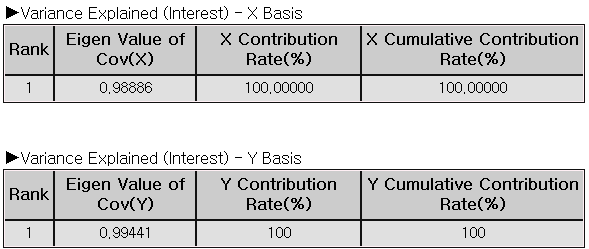 ▶Variance Explained (Interest) - X Basis
Rank Eigen Value of Cov(X) X Contribution Rate(%) X Cumulative Contribution Rate(%)
1 0,98886 100,00000 100,00000
▶Variance Explained (Interest) - Y Basis
Rank Eigen Value of Cov(Y) Y Contribution Rate(%) Y Cumulative Contribution Rate(%)
1 0,99441 100 100